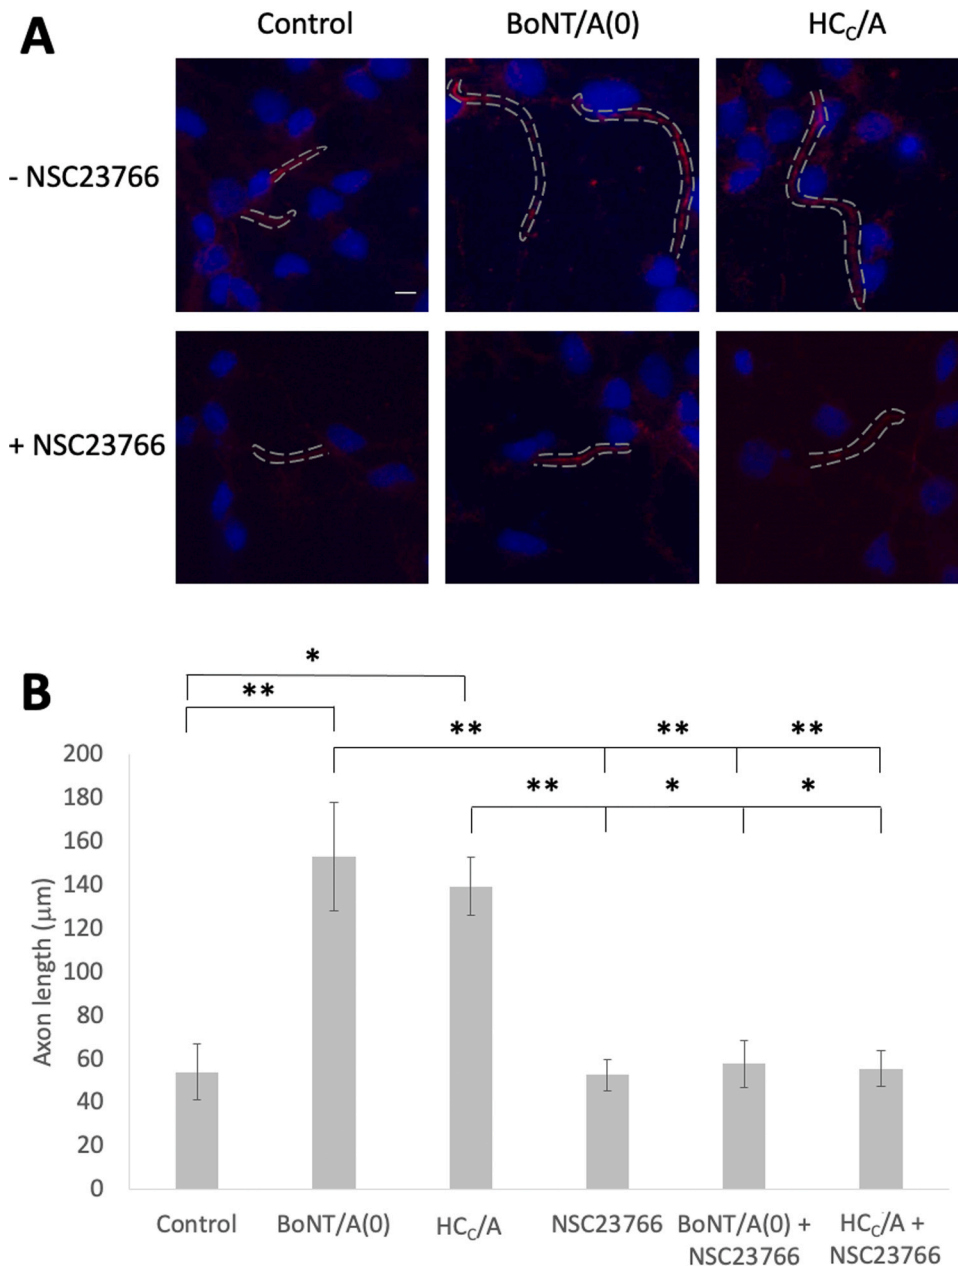 A
Control
BoNT/A(0)
HCC/A
- NSC23766
+ NSC23766
B
*
**
** ** **
** * *
200
180
160
140
120
100
80
60
40
20
0
Axon length (µm)
Control
BoNT/A(0)
HCC/A
NSC23766
BoNT/A(0) +
NSC23766
HCC/A +
NSC23766